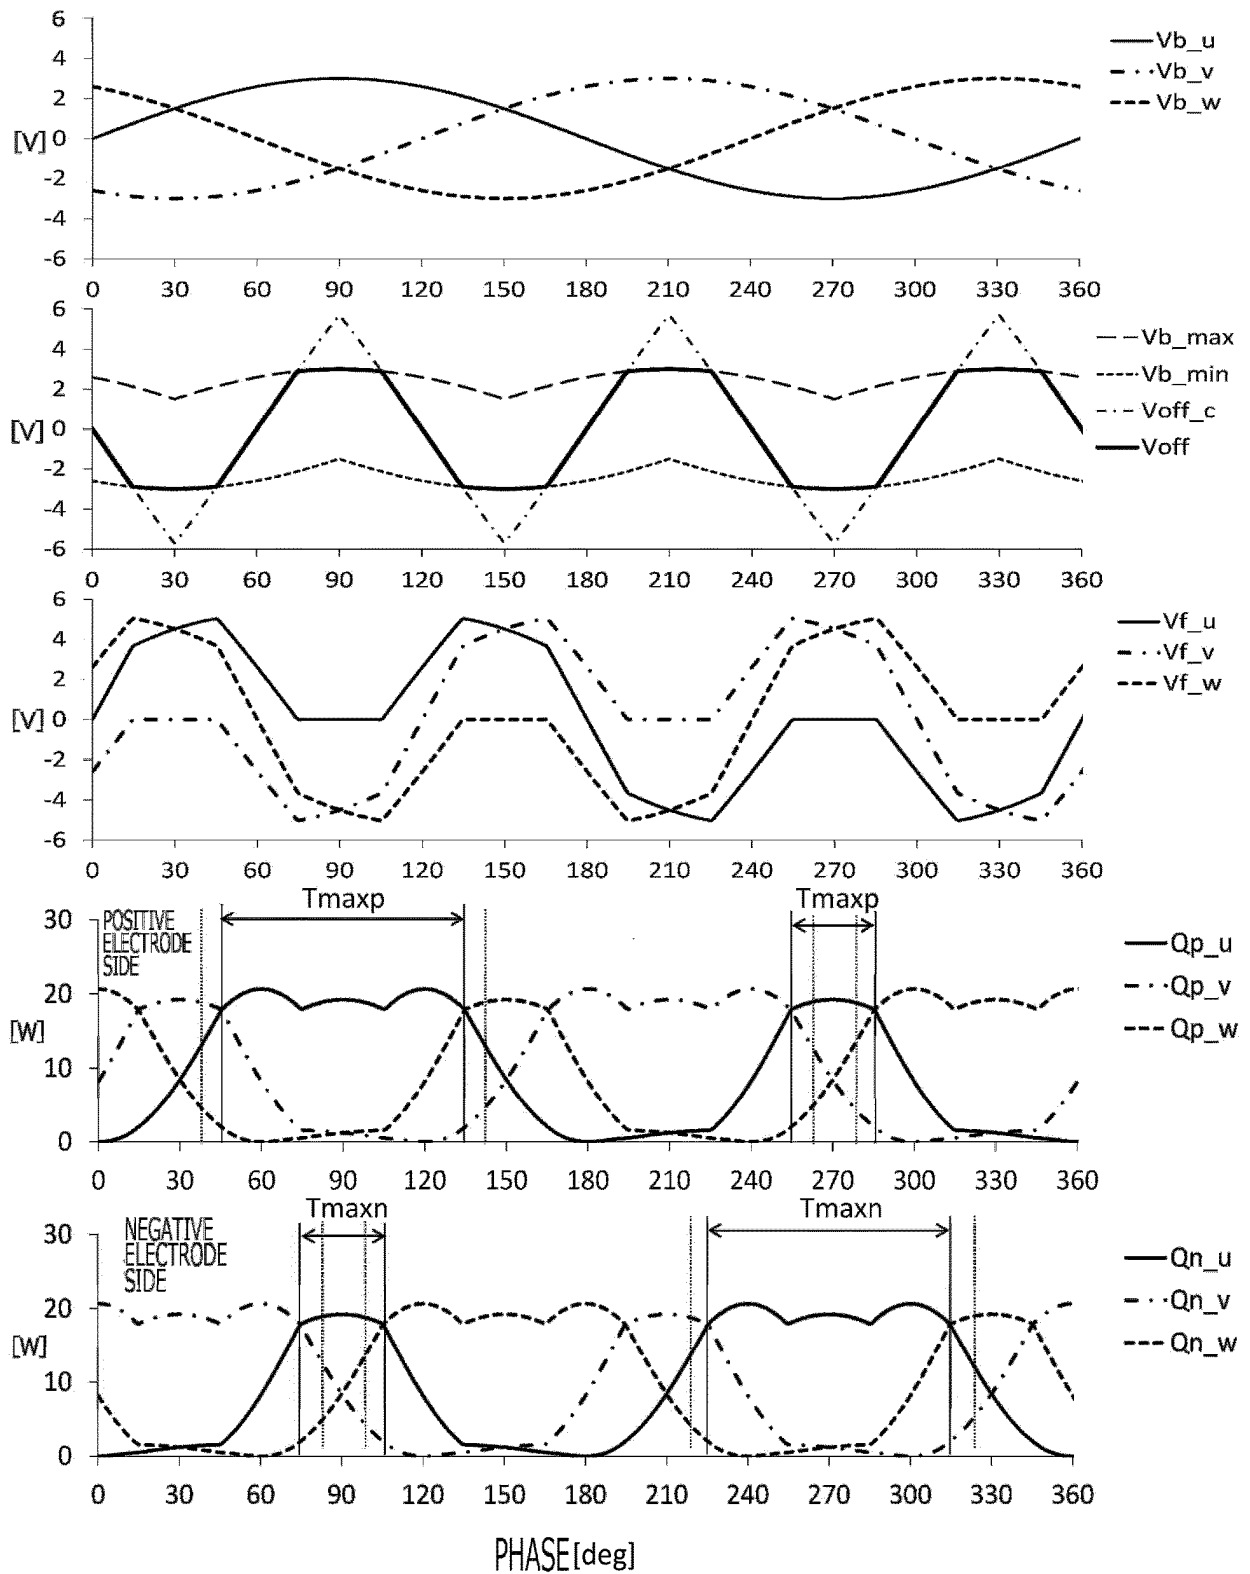 6
4
2
[V] 0
-2
-4
-6
0 30 60 90 120 150 180 210 240 270 300 330 360
Vb_u
Vb_v
Vb_w
6
4
2
[V] 0
-2
-4
-6
0 30 60 90 120 150 180 210 240 270 300 330 360
Vb_max
Vb_min
Voff_c
Voff
6
4
2
[V] 0
-2
-4
-6
0 30 60 90 120 150 180 210 240 270 300 330 360
Vf_u
Vf_v
Vf_w
Tmaxp Tmaxp
POSITIVE
ELECTRODE
SIDE
30
20
[W]
10
0
0 30 60 90 120 150 180 210 240 270 300 330 360
Qp_u
Qp_v
Qp_w
Tmaxn Tmaxn
NEGATIVE
ELECTRODE
SIDE
30
20
[W]
10
0
0 30 60 90 120 150 180 210 240 270 300 330 360
Qn_u
Qn_v
Qn_w
PHASE[deg]